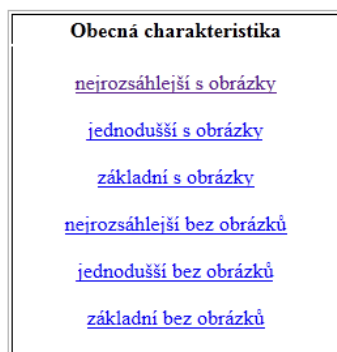 Obecná charakteristika
nejrozsáhlejší s obrázky
jednodušší s obrázky
základní s obrázky
nejrozsáhlejší bez obrázků
jednodušší bez obrázků
základní bez obrázků